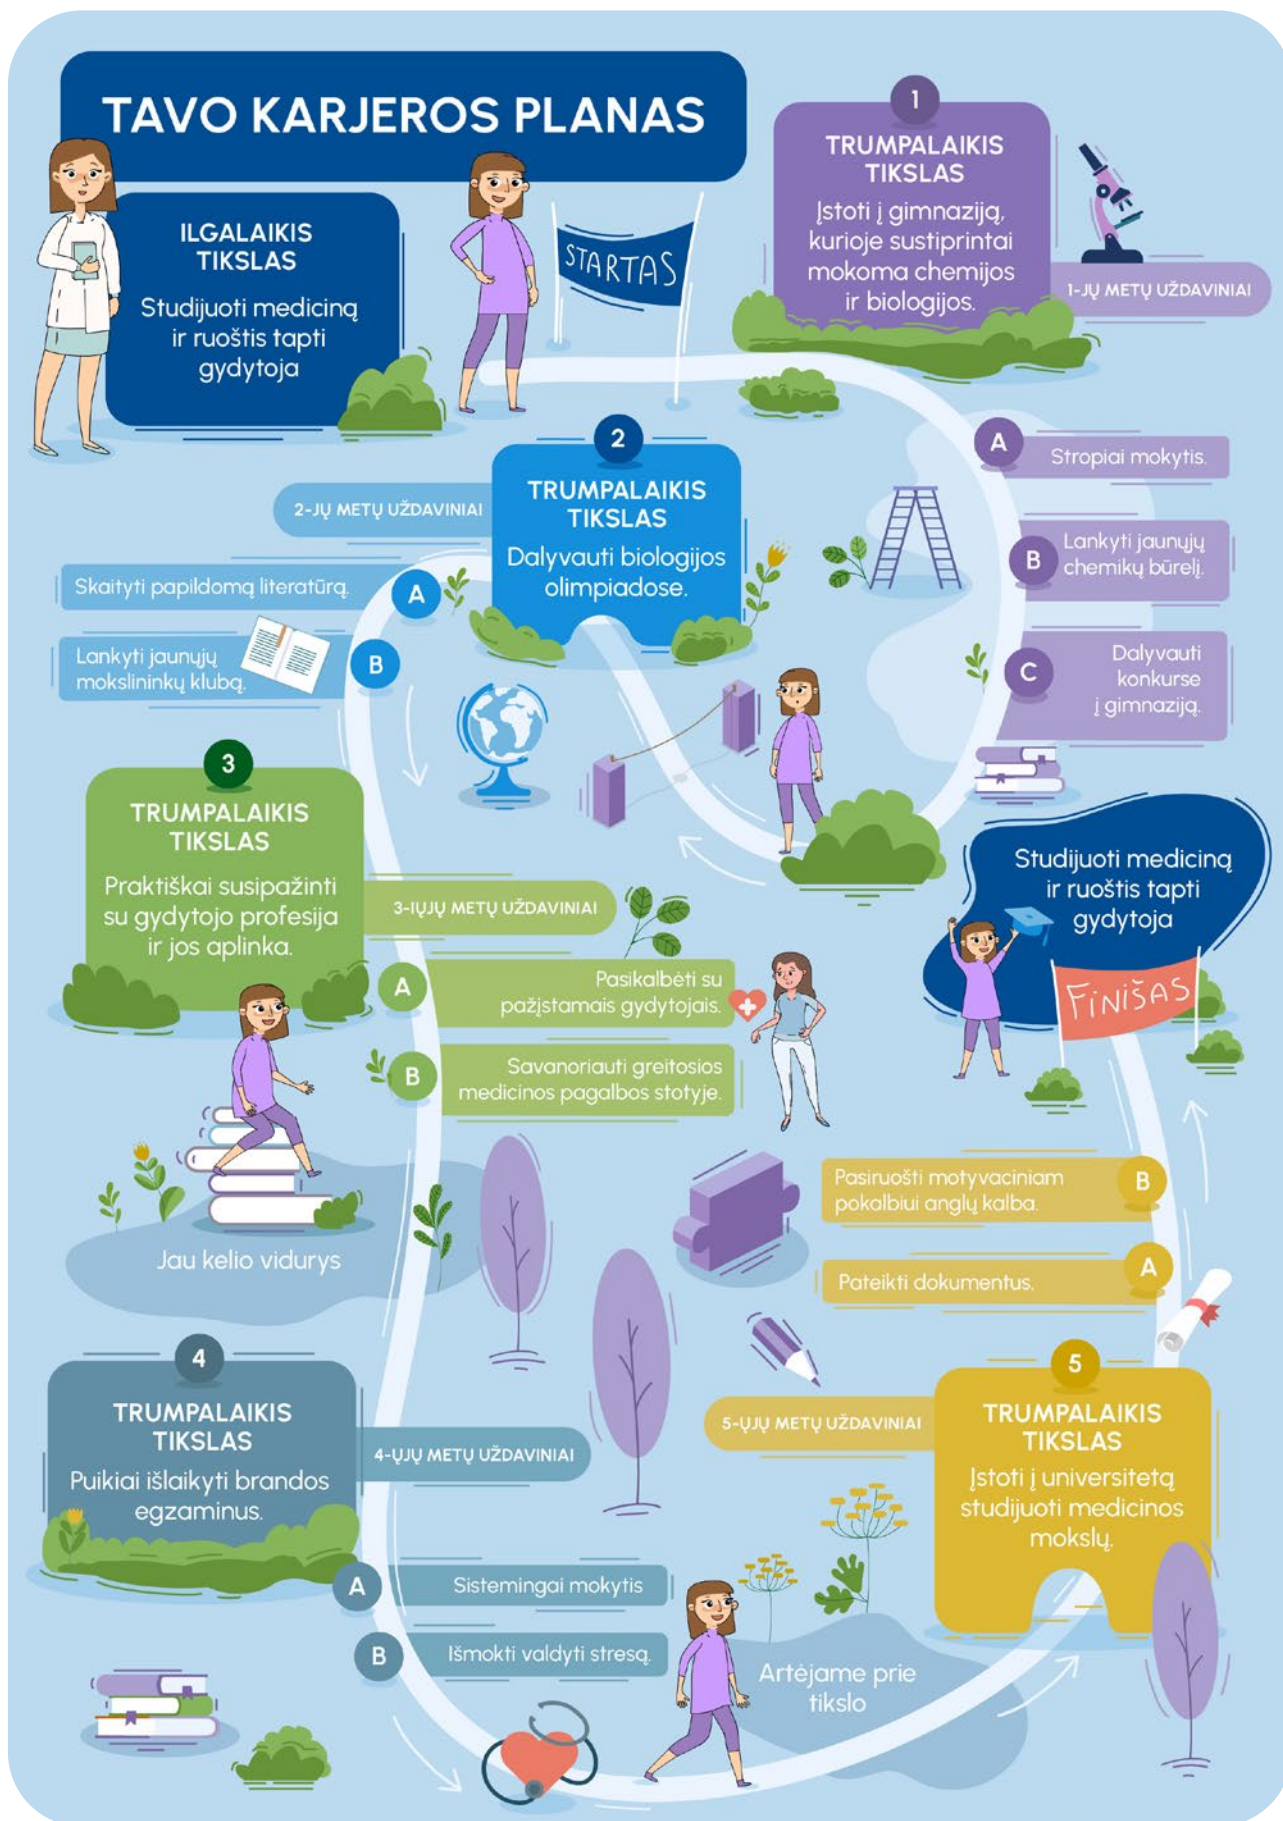 TAVO KARJEROS PLANAS
ILGALAIKIS
TIKSLAS
Studijuoti mediciną
ir ruoštis tapti
gydytoja
STARTAS
1
TRUMPALAIKIS
TIKSLAS
Įstoti į gimnaziją,
kurioje sustiprintai
mokoma chemijos
ir biologijos.
1-JŲ METŲ UŽDAVINIAI
A
Stropiai mokytis.
B
Lankyti jaunųjų
chemikų būrelį.
C
Dalyvauti
konkurse
į gimnaziją.
2
TRUMPALAIKIS
TIKSLAS
Dalyvauti biologijos
olimpiadose.
2-JŲ METŲ UŽDAVINIAI
A
Skaityti papildomą literatūrą.
B
Lankyti jaunųjų
mokslininkų klubą.
3
TRUMPALAIKIS
TIKSLAS
Praktiškai susipažinti
su gydytojo profesija
ir jos aplinka.
3-IŲJŲ METŲ UŽDAVINIAI
A
Pasikalbėti su
pažįstamais gydytojais.
B
Savanoriauti greitosios
medicinos pagalbos stotyje.
Jau kelio vidurys
4
TRUMPALAIKIS
TIKSLAS
Puikiai išlaikyti brandos
egzaminus.
4-ŲJŲ METŲ UŽDAVINIAI
A
Sistemingai mokytis
B
Išmokti valdyti stresą.
Artėjame prie
tikslo
5
TRUMPALAIKIS
TIKSLAS
Įstoti į universitetą
studijuoti medicinos
mokslų.
5-ŲJŲ METŲ UŽDAVINIAI
A
Pateikti dokumentus.
B
Pasiruošti motyvaciniam
pokalbiui anglų kalba.
FINIŠAS
Studijuoti mediciną
ir ruoštis tapti
gydytoja